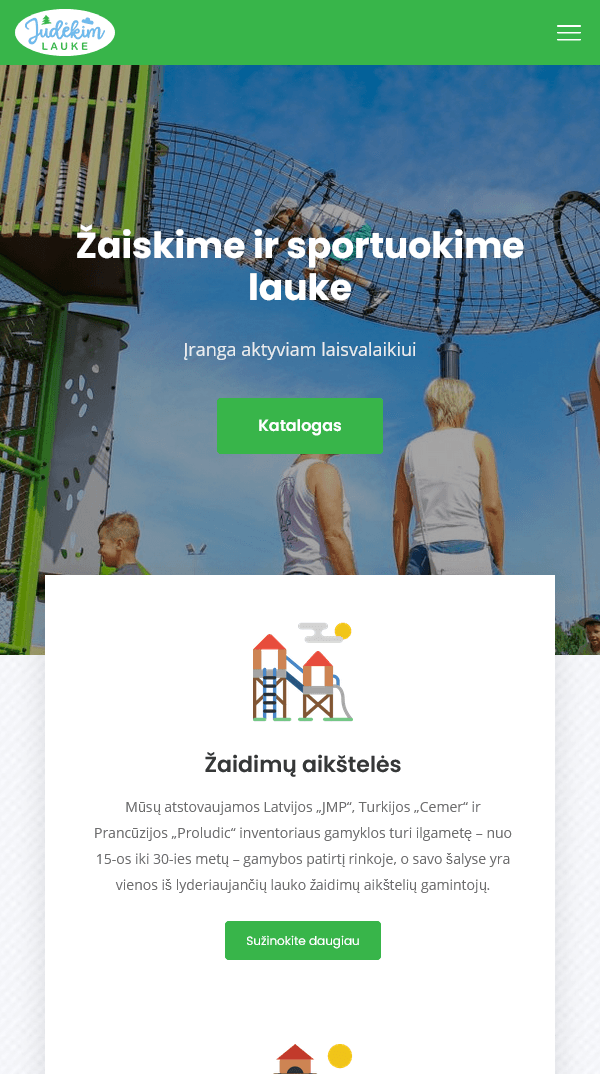 Judėkim
LAUKE
Žaiskime ir sportuokime
lauke
Įranga aktyviam laisvalaikiui
Katalogas
Žaidimų aikštelės
Mūsų atstovaujamos Latvijos „JMP“, Turkijos „Cemer“ ir
Prancūzijos „Proludic“ inventoriaus gamyklos turi ilgametę – nuo
15-os iki 30-ies metų – gamybos patirtį rinkoje, o savo šalyse yra
vienos iš lyderiaujančių lauko žaidimų aikštelių gamintojų.
Sužinokite daugiau